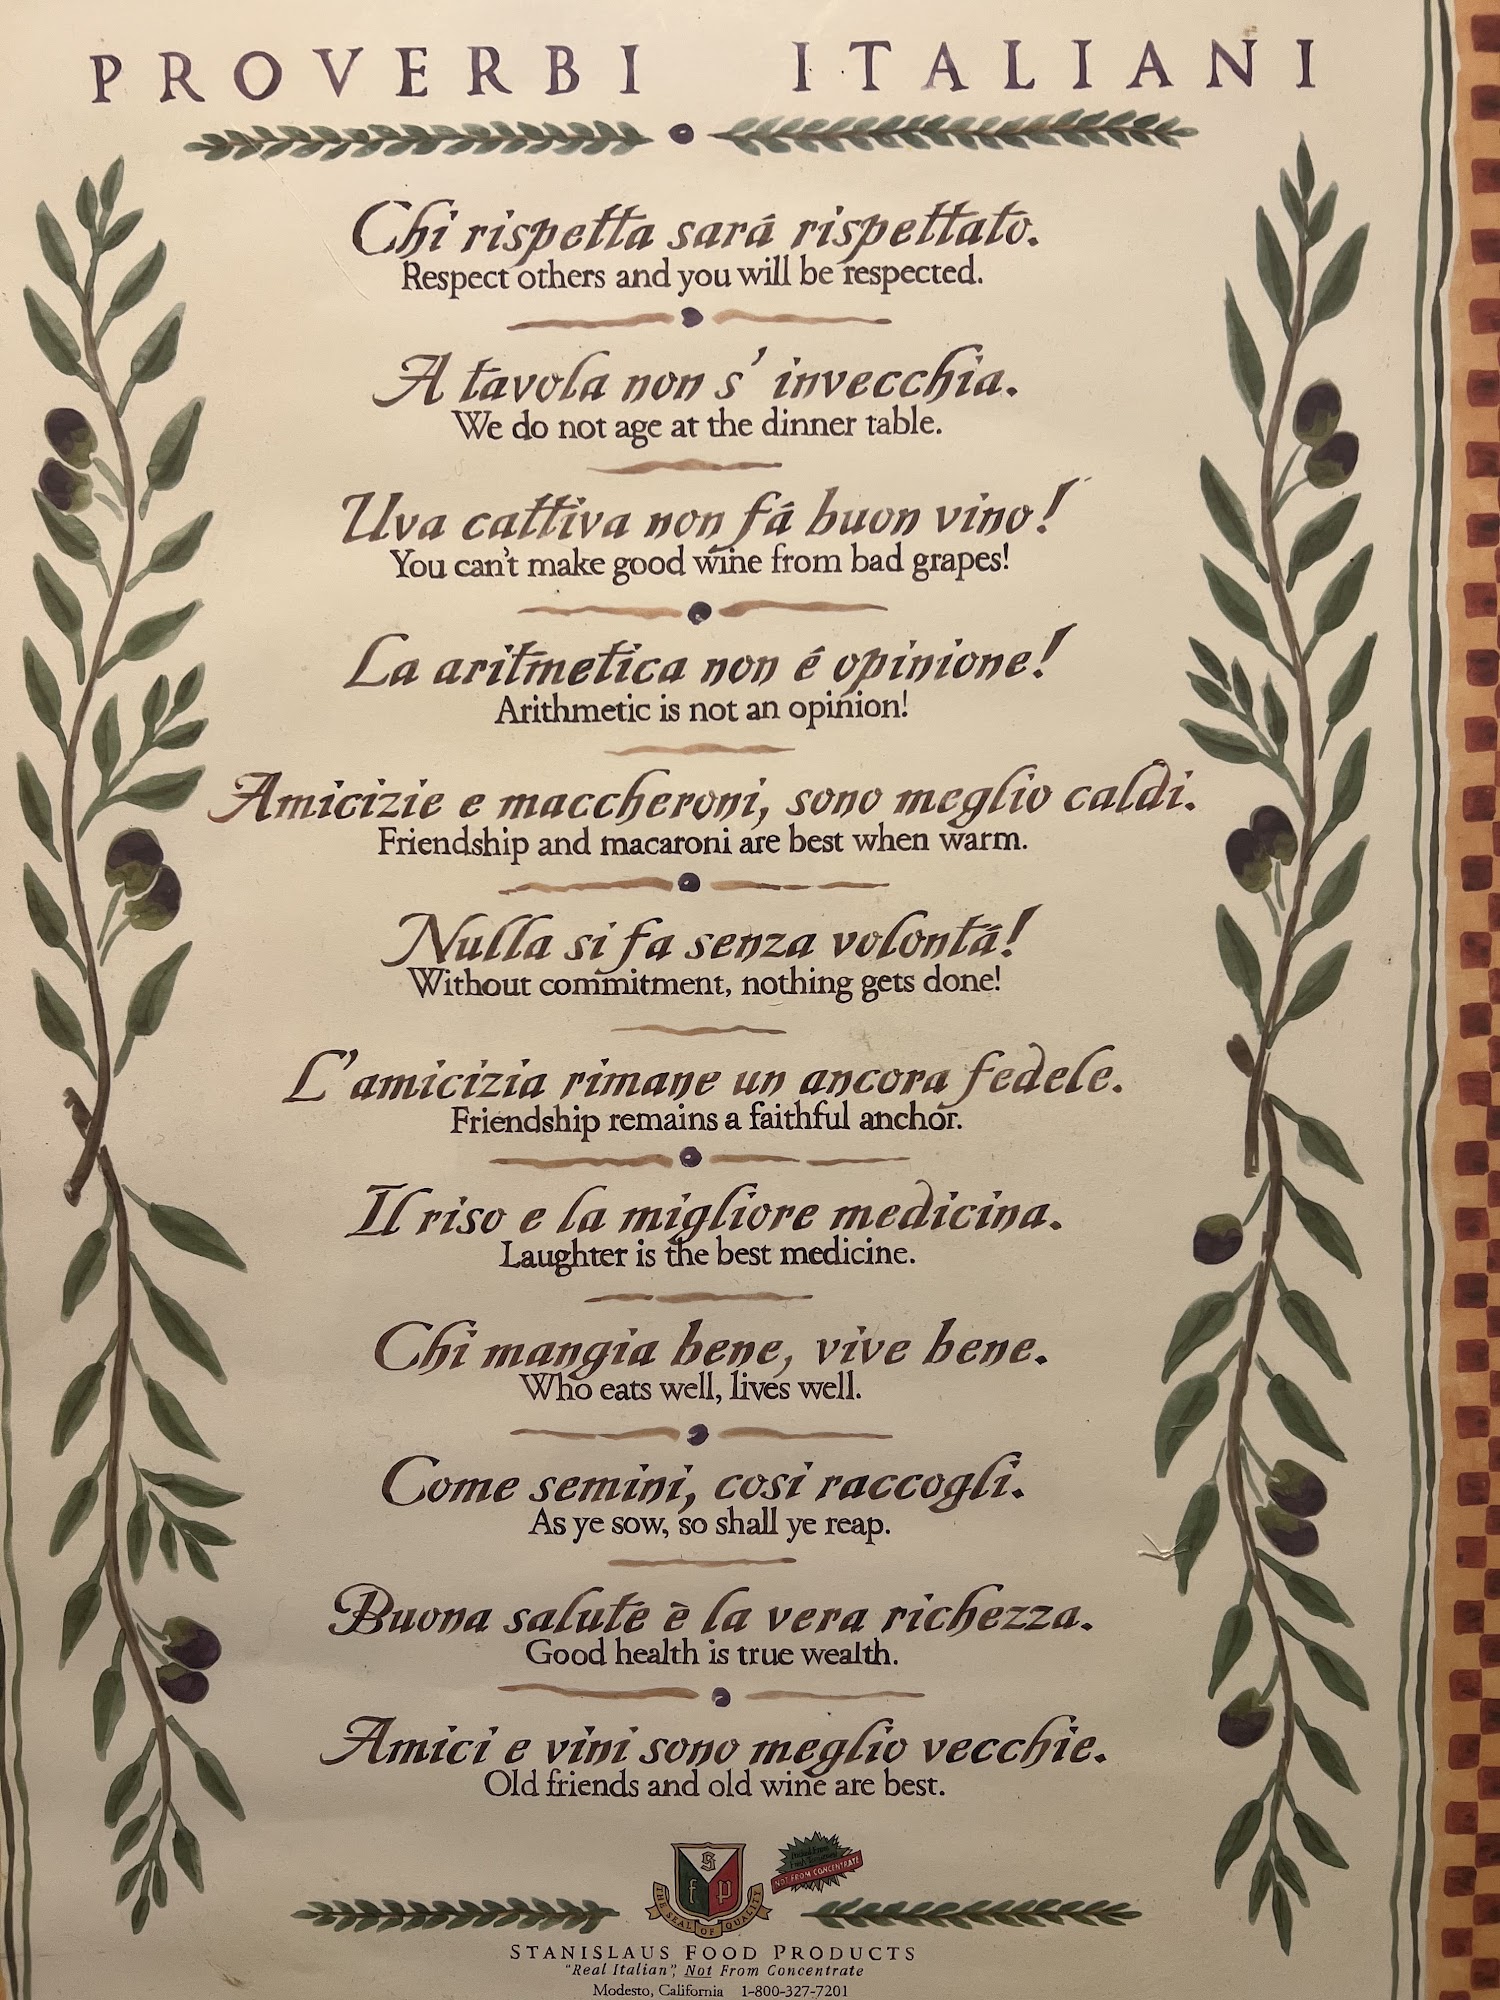 PROVERBI ITALIANI
Chi rispetta sará rispettato.
Respect others and you will be respected.
A tavola non s' invecchia.
We do not age at the dinner table.
Uva cattiva non fá buon vino!
You can't make good wine from bad grapes!
La aritmetica non é opinione!
Arithmetic is not an opinion!
Amicizie e maccheroni, sono meglio caldi.
Friendship and macaroni are best when warm.
Nulla si fa senza volontá!
Without commitment, nothing gets done!
L'amicizia rimane un ancora fedele.
Friendship remains a faithful anchor.
Il riso e la migliore medicina.
Laughter is the best medicine.
Chi mangia bene, vive bene.
Who eats well, lives well.
Come semini, cosi raccogli.
As ye sow, so shall ye reap.
Buona salute è la vera richezza.
Good health is true wealth.
Amici e vini sono meglio vecchie.
Old friends and old wine are best.
S
F P
THE SEAL OF QUALITY
NOT FROM CONCENTRATE
STANISLAUS FOOD PRODUCTS
"Real Italian", Not From Concentrate
Modesto, California 1-800-327-7201